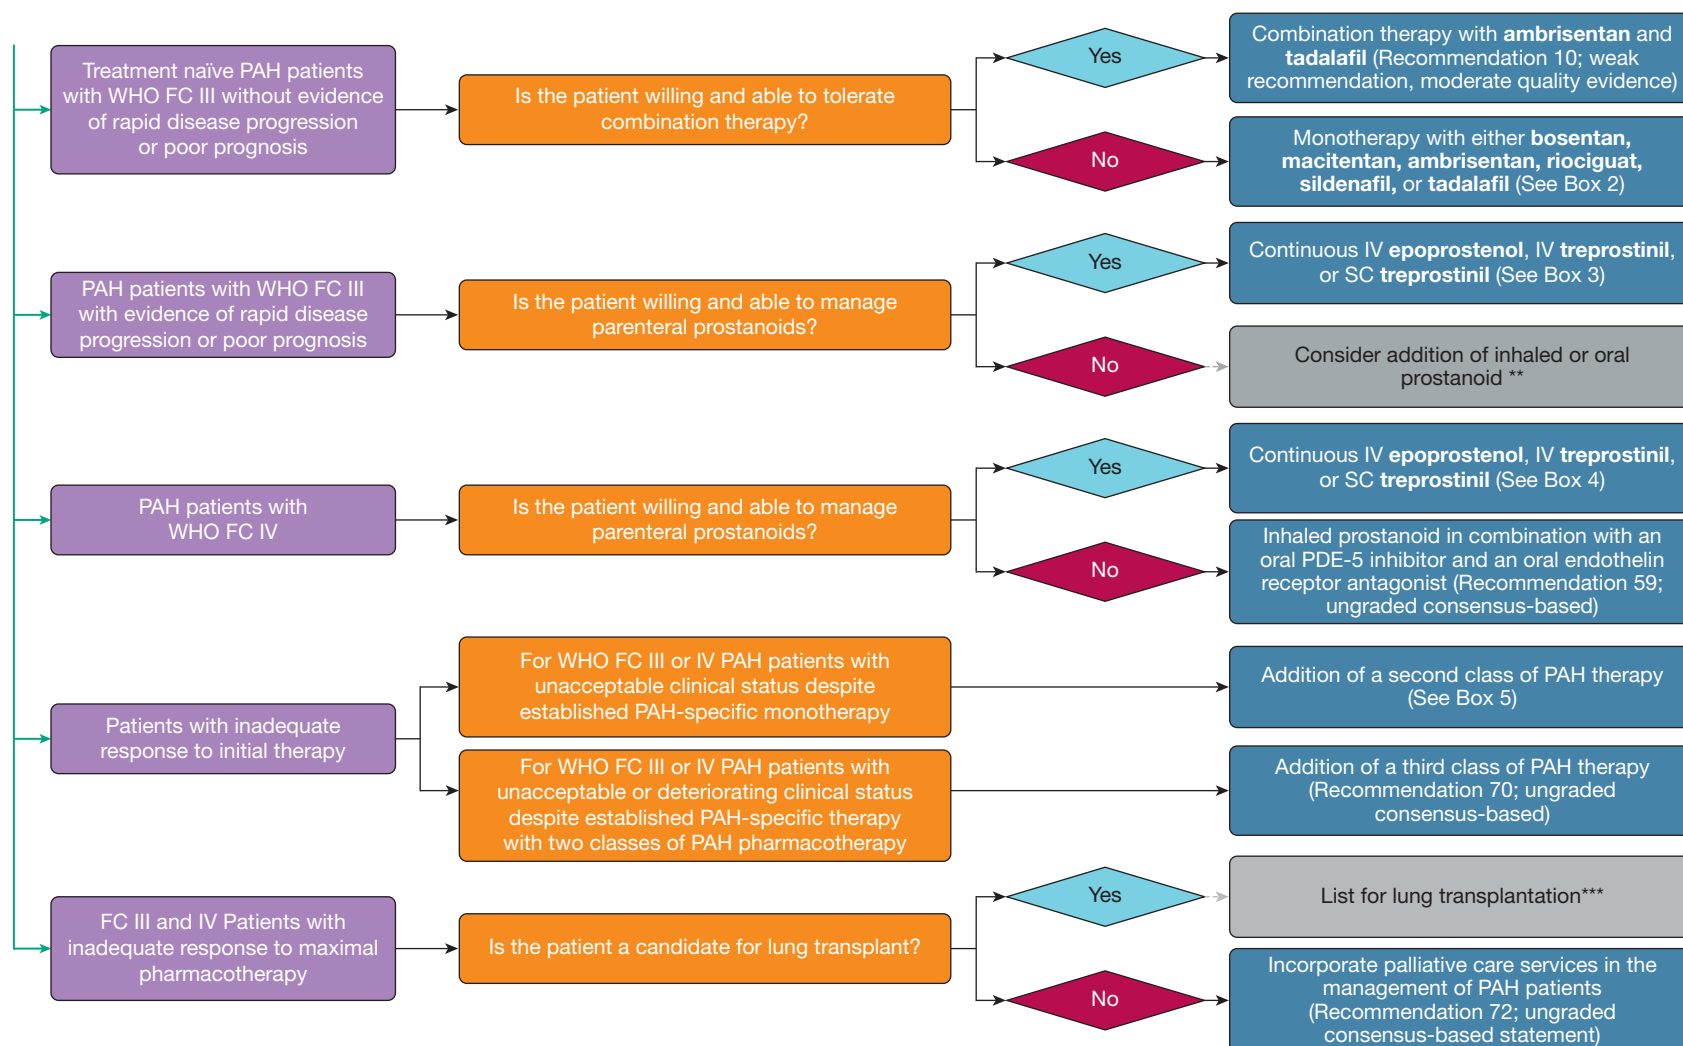 Treatment naïve PAH patients
with WHO FC III without evidence
of rapid disease progression
or poor prognosis
Is the patient willing and able to tolerate
combination therapy?
Yes
Combination therapy with ambrisentan and
tadalafil (Recommendation 10; weak
recommendation, moderate quality evidence)
No
Monotherapy with either bosentan,
macitentan, ambrisentan, riociguat,
sildenafil, or tadalafil (See Box 2)
PAH patients with WHO FC III
with evidence of rapid disease
progression or poor prognosis
Is the patient willing and able to manage
parenteral prostanoids?
Yes
Continuous IV epoprostenol, IV treprostinil,
or SC treprostinil (See Box 3)
No
Consider addition of inhaled or oral
prostanoid **
PAH patients with
WHO FC IV
Is the patient willing and able to manage
parenteral prostanoids?
Yes
Continuous IV epoprostenol, IV treprostinil,
or SC treprostinil (See Box 4)
No
Inhaled prostanoid in combination with an
oral PDE-5 inhibitor and an oral endothelin
receptor antagonist (Recommendation 59;
ungraded consensus-based)
Patients with inadequate
response to initial therapy
For WHO FC III or IV PAH patients with
unacceptable clinical status despite
established PAH-specific monotherapy
Addition of a second class of PAH therapy
(See Box 5)
For WHO FC III or IV PAH patients with
unacceptable or deteriorating clinical status
despite established PAH-specific therapy
with two classes of PAH pharmacotherapy
Addition of a third class of PAH therapy
(Recommendation 70; ungraded
consensus-based)
FC III and IV Patients with
inadequate response to maximal
pharmacotherapy
Is the patient a candidate for lung transplant?
Yes
List for lung transplantation***
No
Incorporate palliative care services in the
management of PAH patients
(Recommendation 72; ungraded
consensus-based statement)